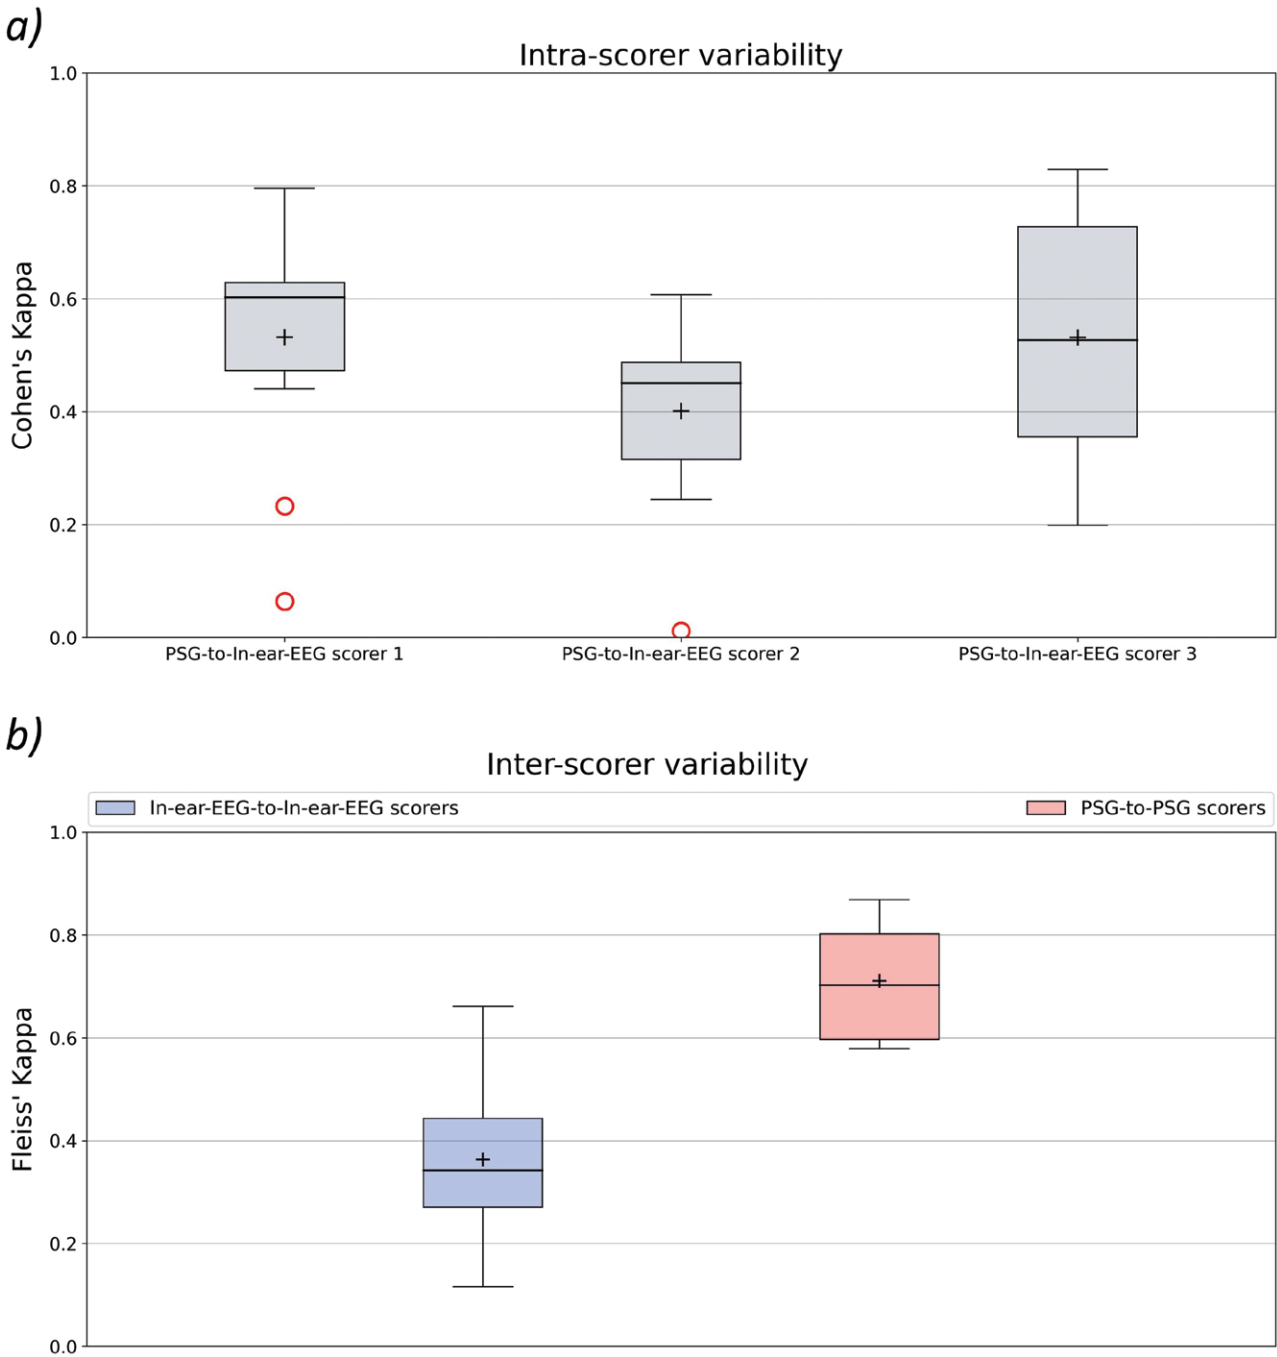 a)
Intra-scorer variability
1.0
0.8
0.6
0.4
0.2
0.0
Cohen's Kappa
PSG-to-In-ear-EEG scorer 1
PSG-to-In-ear-EEG scorer 2
PSG-to-In-ear-EEG scorer 3
b)
Inter-scorer variability
In-ear-EEG-to-In-ear-EEG scorers
PSG-to-PSG scorers
1.0
0.8
0.6
0.4
0.2
0.0
Fleiss' Kappa